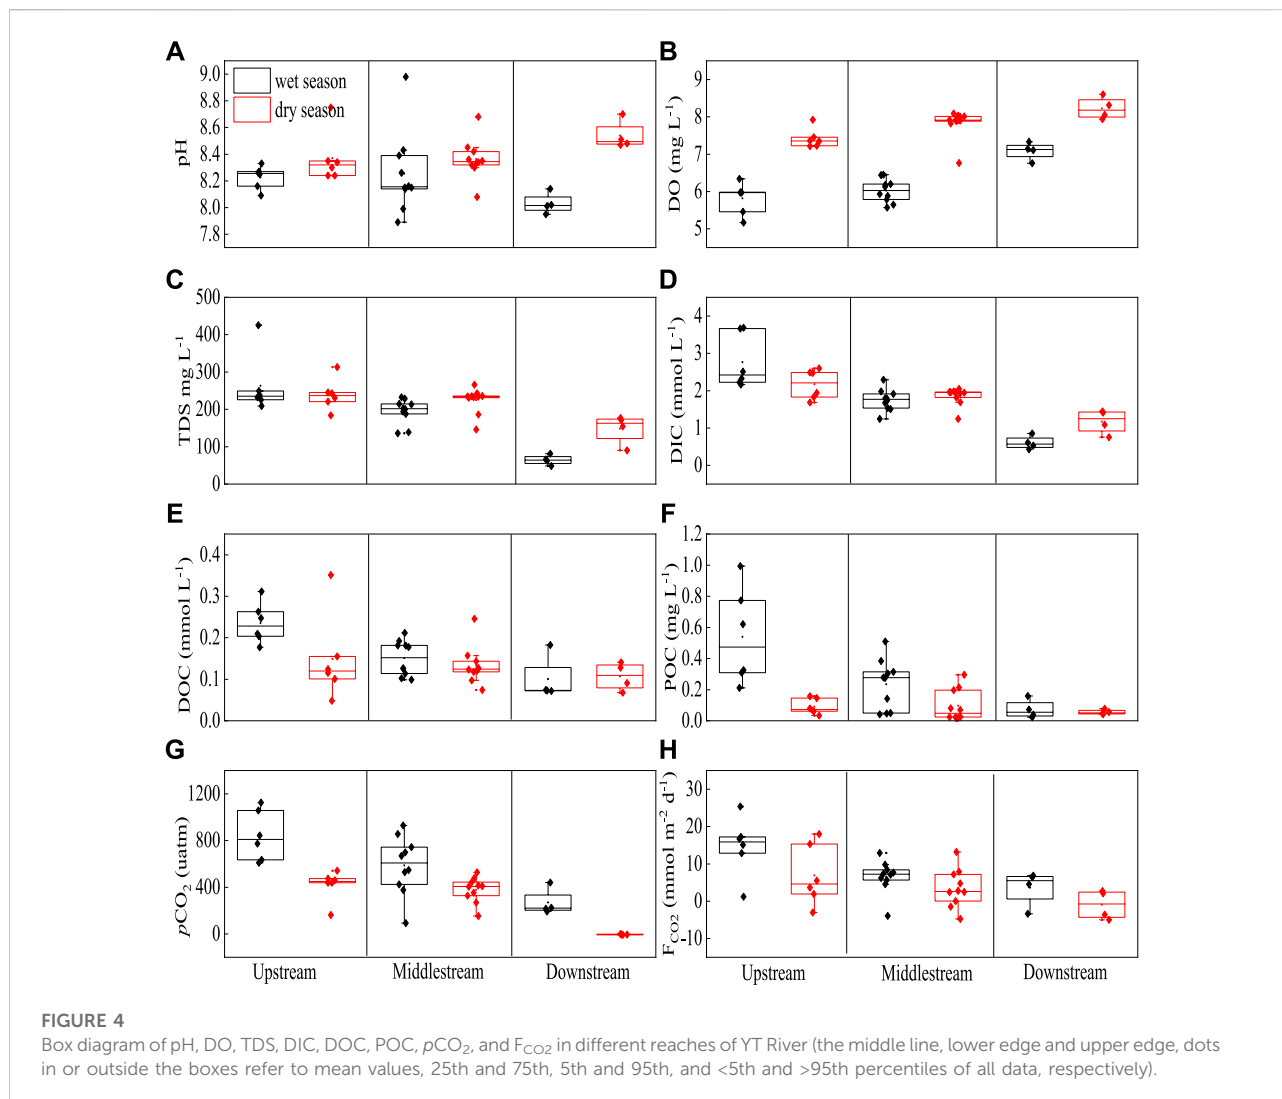 A
9.0
8.8
8.6
8.4
8.2
8.0
7.8
pH
wet season
dry season
B
9
8
7
6
5
DO (mg L⁻¹)
C
500
400
300
200
100
0
TDS mg L⁻¹
D
4
3
2
1
0
DIC (mmol L⁻¹)
E
0.4
0.3
0.2
0.1
0.0
DOC (mmol L⁻¹)
F
1.2
1.0
0.8
0.6
0.4
0.2
0.0
POC (mg L⁻¹)
G
1200
800
400
0
pCO₂ (uatm)
Upstream
Middlestream
Downstream
H
30
20
10
0
-10
F_CO2 (mmol m⁻² d⁻¹)
Upstream
Middlestream
Downstream
FIGURE 4
Box diagram of pH, DO, TDS, DIC, DOC, POC, pCO₂, and F_CO2 in different reaches of YT River (the middle line, lower edge and upper edge, dots
in or outside the boxes refer to mean values, 25th and 75th, 5th and 95th, and <5th and >95th percentiles of all data, respectively).